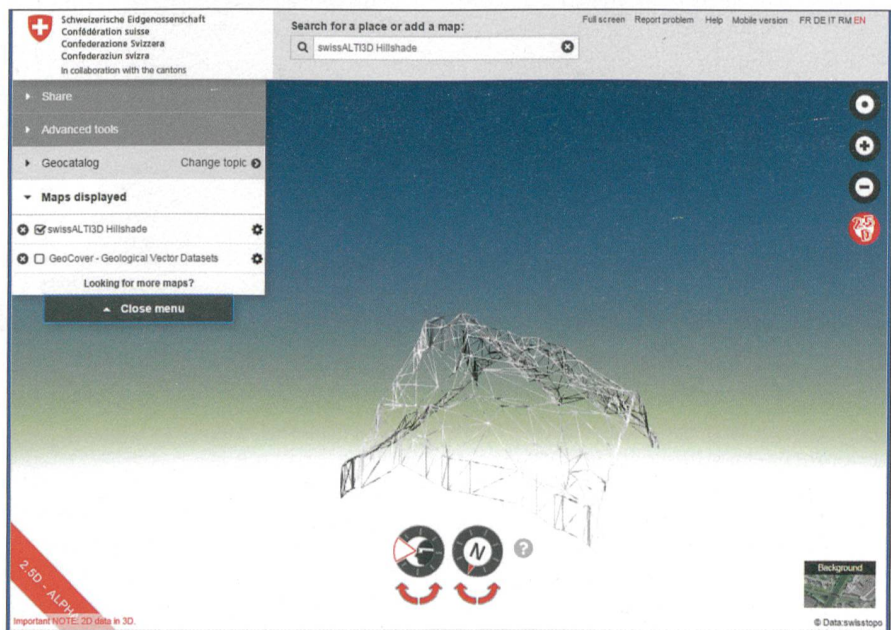 Schweizerische Eidgenossenschaft
Confédération suisse
Confederazione Svizzera
Confederaziun svizra
In collaboration with the cantons
Search for a place or add a map:
swissALTI3D Hillshade
Full screen Report problem Help Mobile version FR DE IT RM EN
Share
Advanced tools
Geocatalog Change topic
Maps displayed
swissALTI3D Hillshade
GeoCover - Geological Vector Datasets
Looking for more maps?
Close menu
2.5D
N
?
2.5D - ALPHA
Important NOTE: 2D data in 3D.
Background
© Data:swisstopo